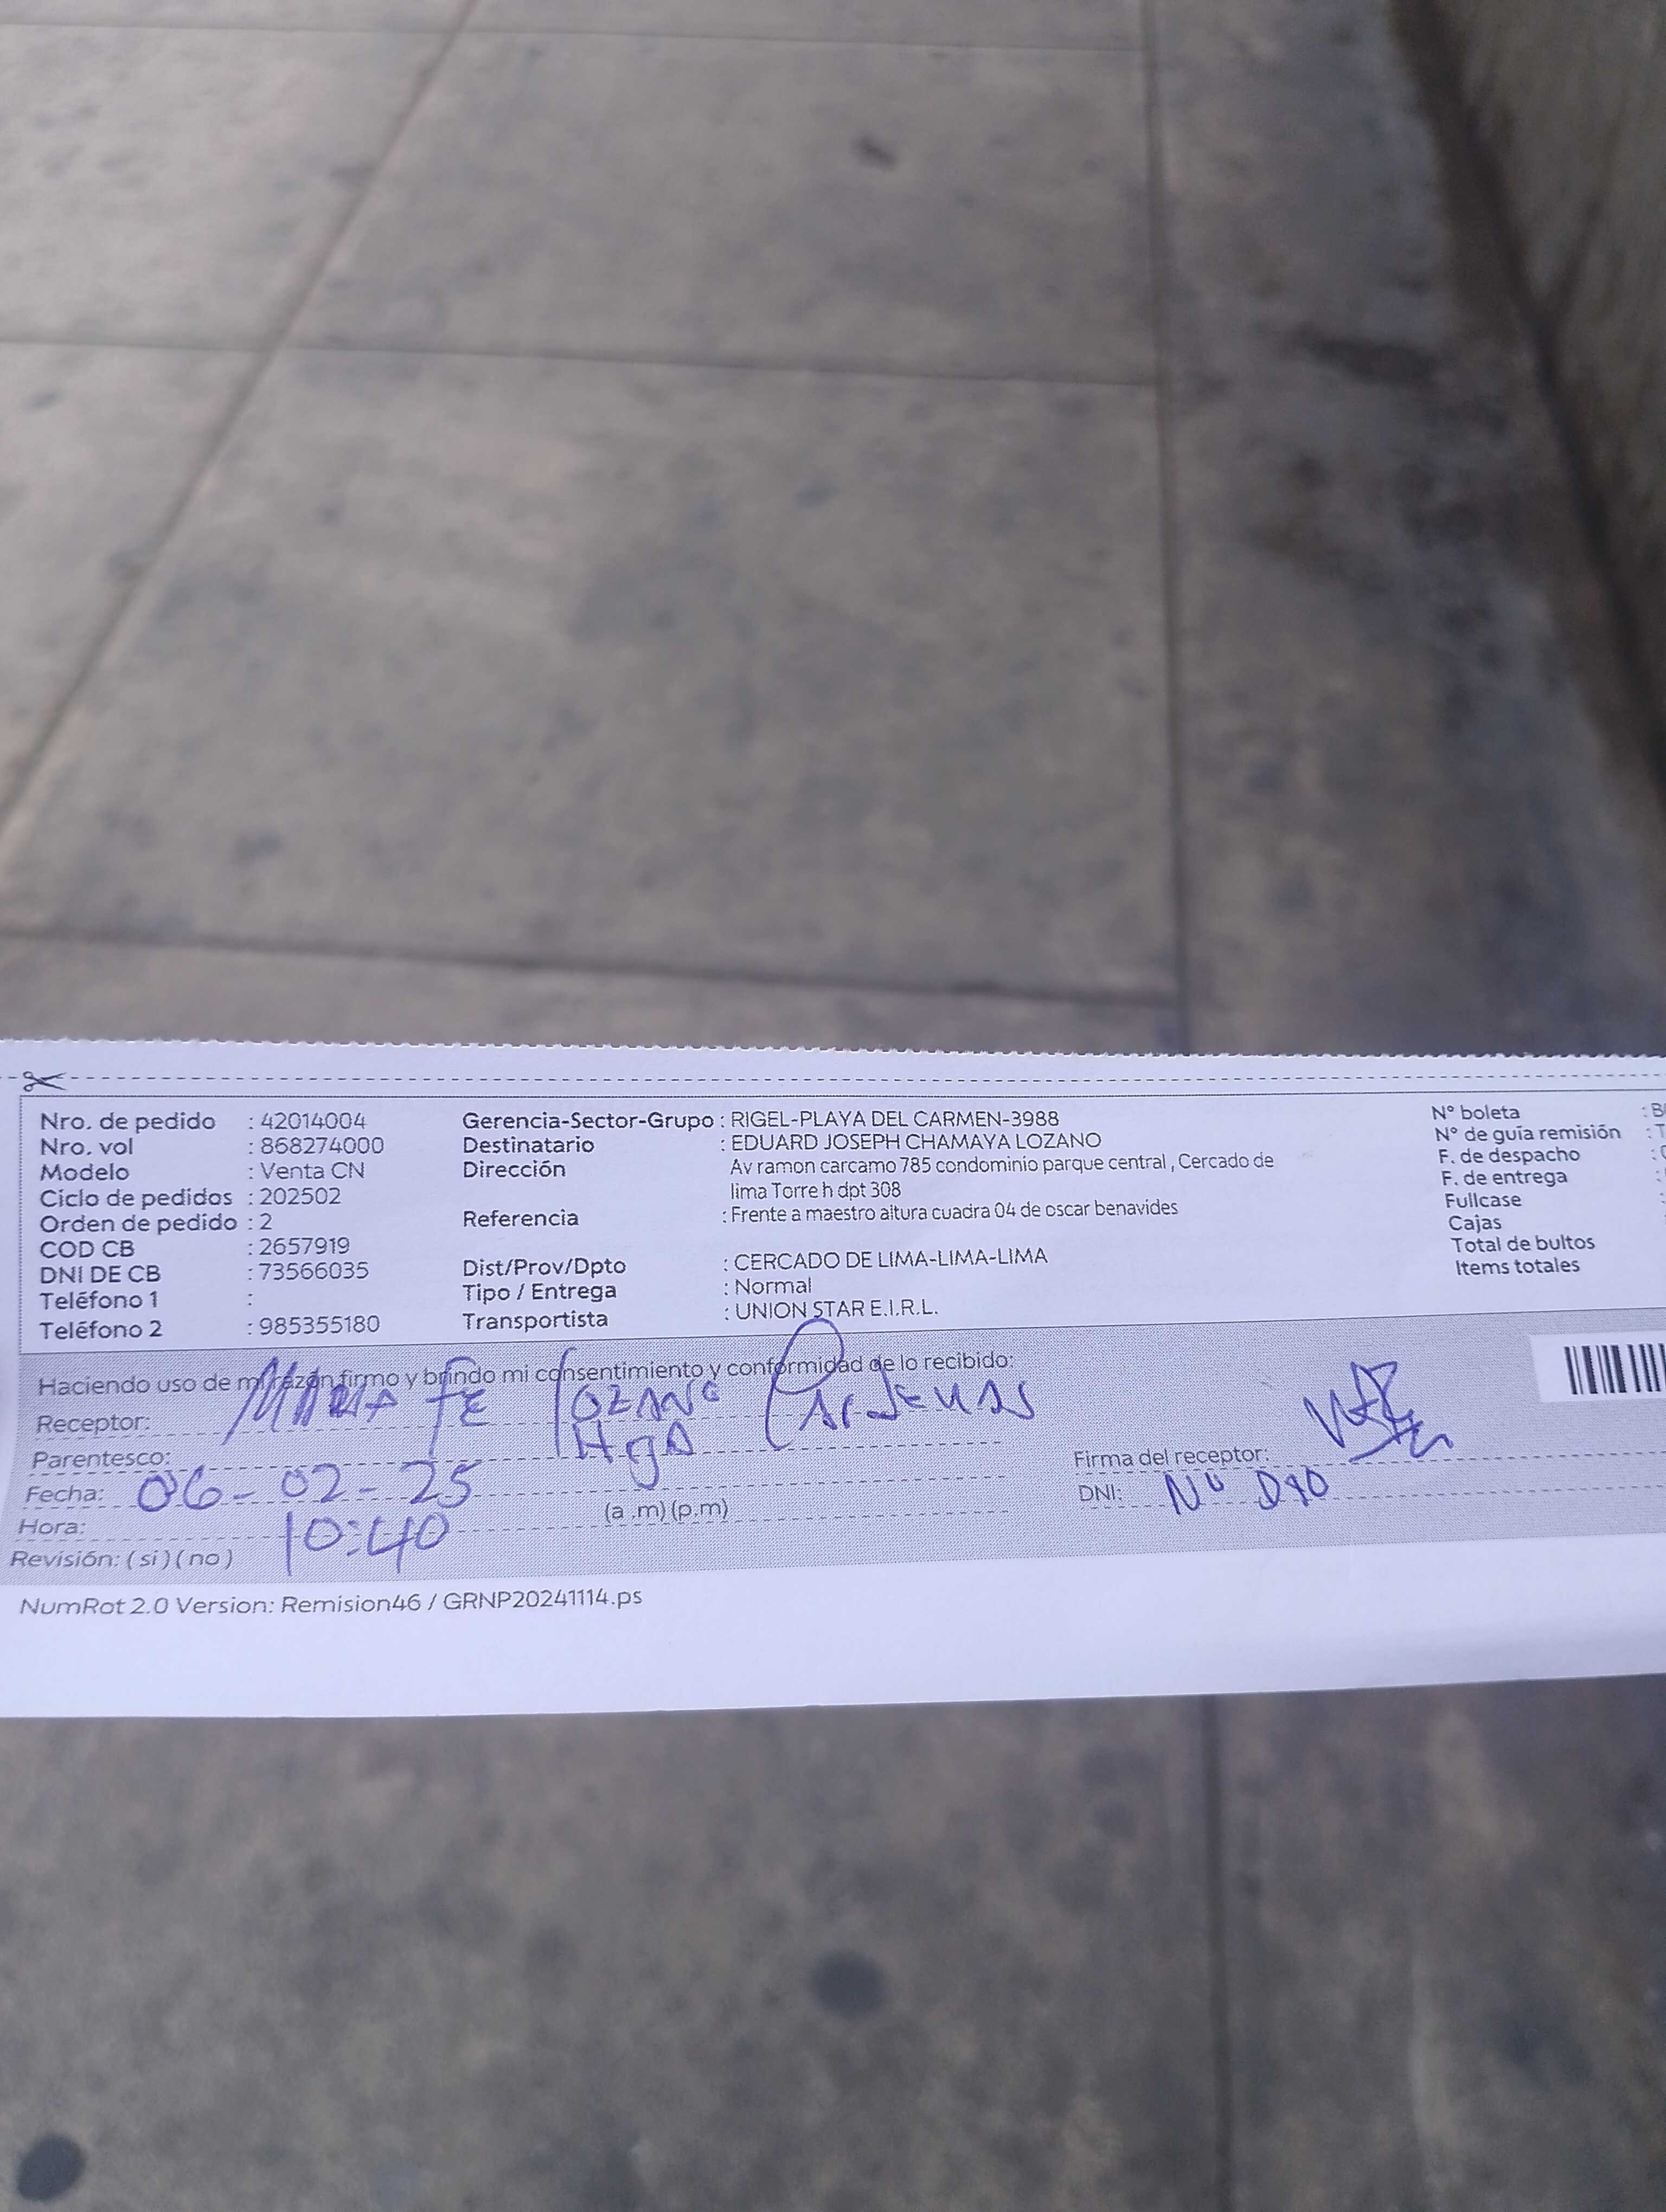 Nro. de pedido : 42014004
Nro. vol : 868274000
Modelo : Venta CN
Ciclo de pedidos : 202502
Orden de pedido : 2
COD CB : 2657919
DNI DE CB : 73566035
Teléfono 1 :
Teléfono 2 : 985355180
Gerencia-Sector-Grupo : RIGEL-PLAYA DEL CARMEN-3988
Destinatario : EDUARD JOSEPH CHAMAYA LOZANO
Dirección Av ramon carcamo 785 condominio parque central , Cercado de
lima Torre h dpt 308
Referencia : Frente a maestro altura cuadra 04 de oscar benavides
Dist/Prov/Dpto : CERCADO DE LIMA-LIMA-LIMA
Tipo / Entrega : Normal
Transportista : UNION STAR E.I.R.L.
N° boleta : B
N° de guía remisión : T
F. de despacho :
F. de entrega :
Fullcase
Cajas
Total de bultos
Items totales
Haciendo uso de mi razón firmo y brindo mi consentimiento y conformidad de lo recibido:
Receptor: MARIA FE LOZANO CARDENAS
Parentesco: HgA
Fecha: 06-02-25
Hora: 10:40 (a .m) (p.m)
Revisión: ( si ) ( no )
Firma del receptor:
DNI: N° D90
NumRot 2.0 Version: Remision46 / GRNP20241114.ps